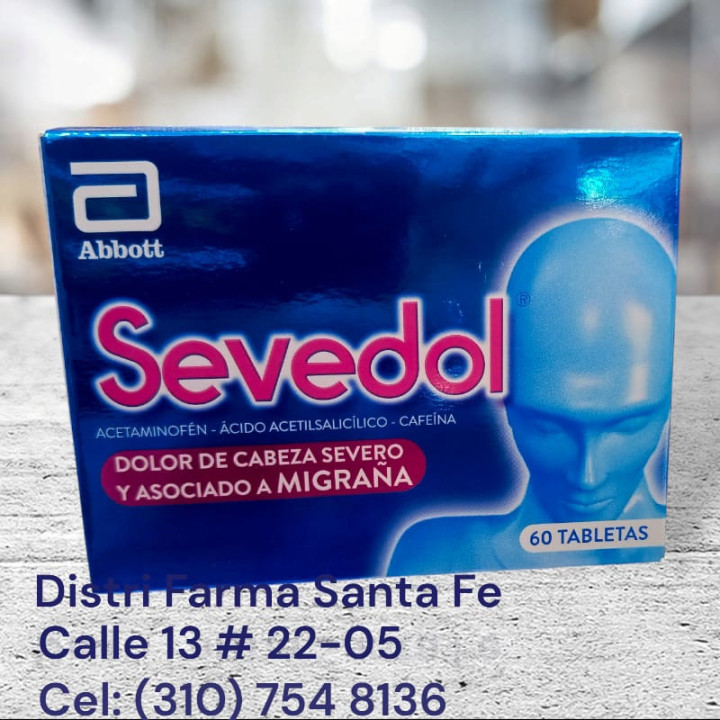 Abbott
Sevedol®
ACETAMINOFÉN - ÁCIDO ACETILSALICÍLICO - CAFEÍNA
DOLOR DE CABEZA SEVERO
Y ASOCIADO A MIGRAÑA
60 TABLETAS
Distri Farma Santa Fe
Calle 13 # 22-05
Cel: (310) 754 8136